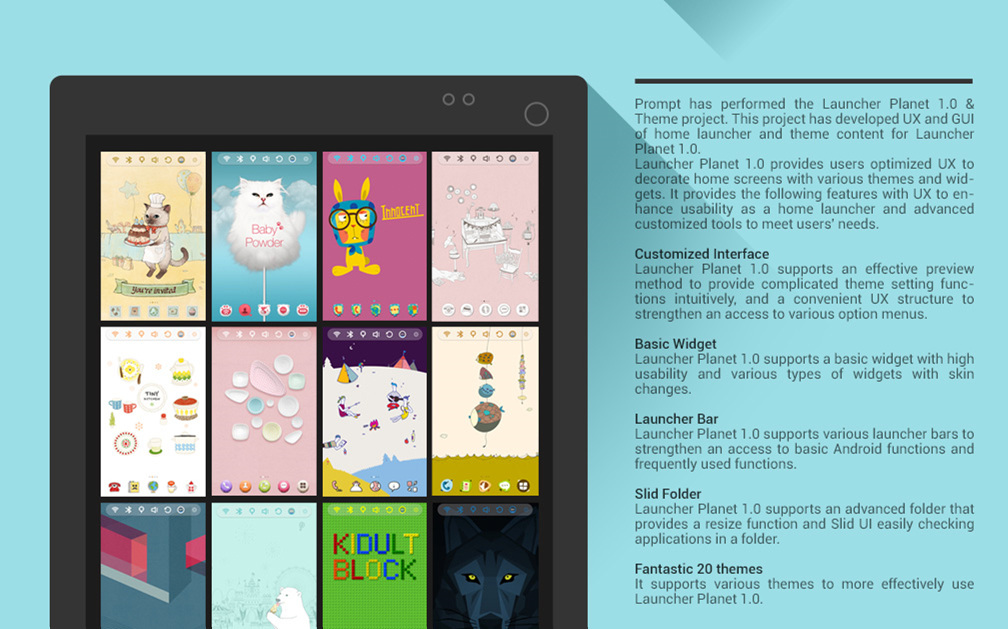 Prompt has performed the Launcher Planet 1.0 &
Theme project. This project has developed UX and GUI
of home launcher and theme content for Launcher
Planet 1.0.
Launcher Planet 1.0 provides users optimized UX to
decorate home screens with various themes and wid-
gets. It provides the following features with UX to en-
hance usability as a home launcher and advanced
customized tools to meet users' needs.
Customized Interface
Launcher Planet 1.0 supports an effective preview
method to provide complicated theme setting func-
tions intuitively, and a convenient UX structure to
strengthen an access to various option menus.
Basic Widget
Launcher Planet 1.0 supports a basic widget with high
usability and various types of widgets with skin
changes.
Launcher Bar
Launcher Planet 1.0 supports various launcher bars to
strengthen an access to basic Android functions and
frequently used functions.
Slid Folder
Launcher Planet 1.0 supports an advanced folder that
provides a resize function and Slid UI easily checking
applications in a folder.
Fantastic 20 themes
It supports various themes to more effectively use
Launcher Planet 1.0.
you're invited
Baby
Powder
INNOCENT
TINY
KITCHEN
KIDULT
BLOCK